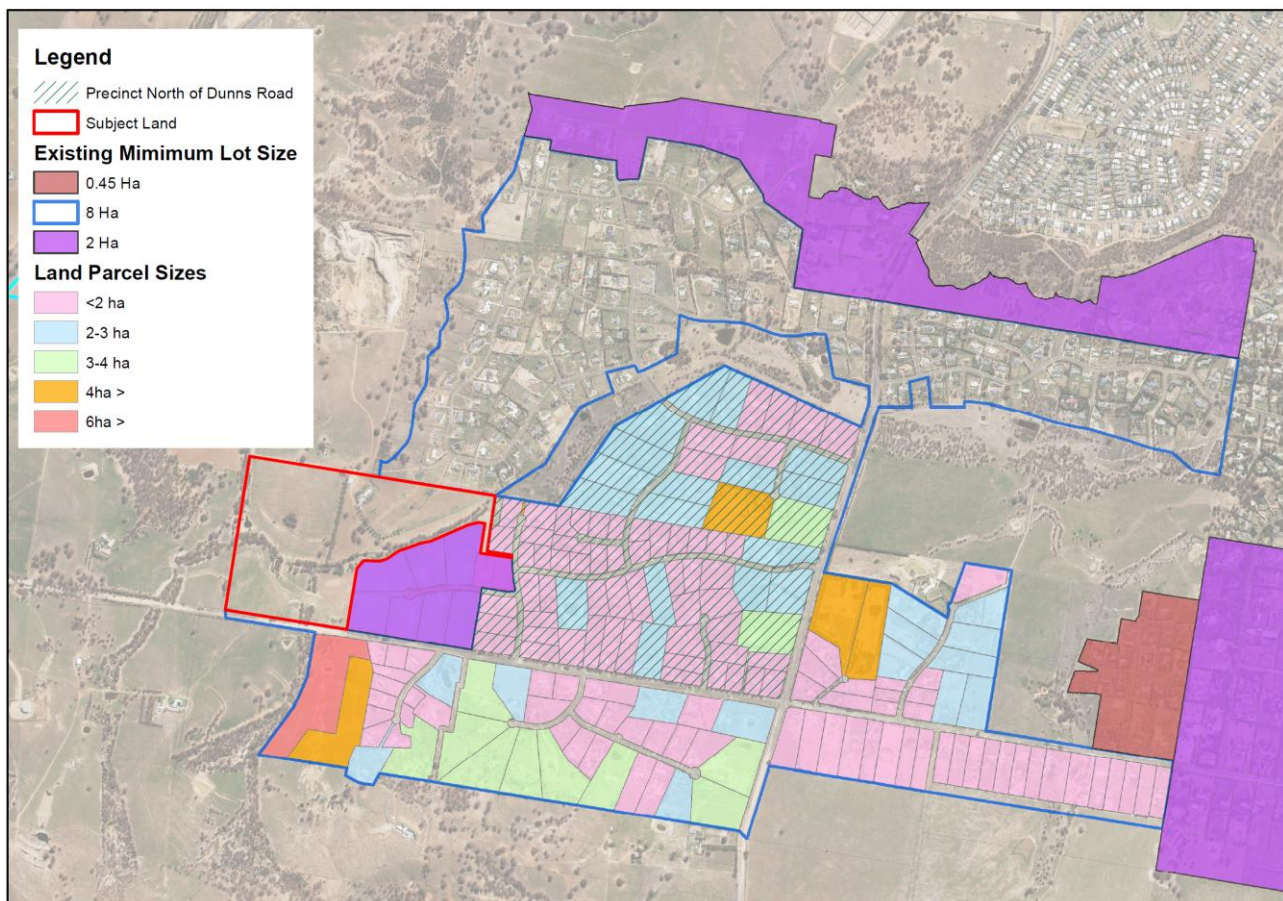 Legend
Precinct North of Dunns Road
Subject Land
Existing Mimimum Lot Size
0.45 Ha
8 Ha
2 Ha
Land Parcel Sizes
<2 ha
2-3 ha
3-4 ha
4ha >
6ha >